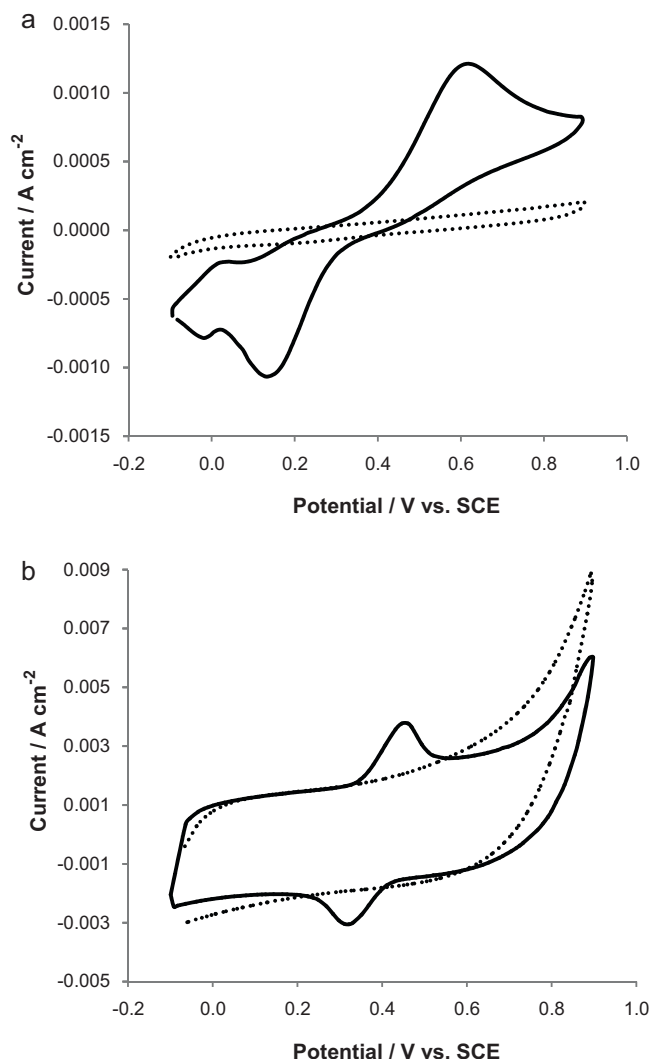 a
0.0015
0.0010
0.0005
0.0000
-0.0005
-0.0010
-0.0015
Current / A cm-2
-0.2 0.0 0.2 0.4 0.6 0.8 1.0
Potential / V vs. SCE
b
0.009
0.007
0.005
0.003
0.001
-0.001
-0.003
-0.005
Current / A cm-2
-0.2 0.0 0.2 0.4 0.6 0.8 1.0
Potential / V vs. SCE